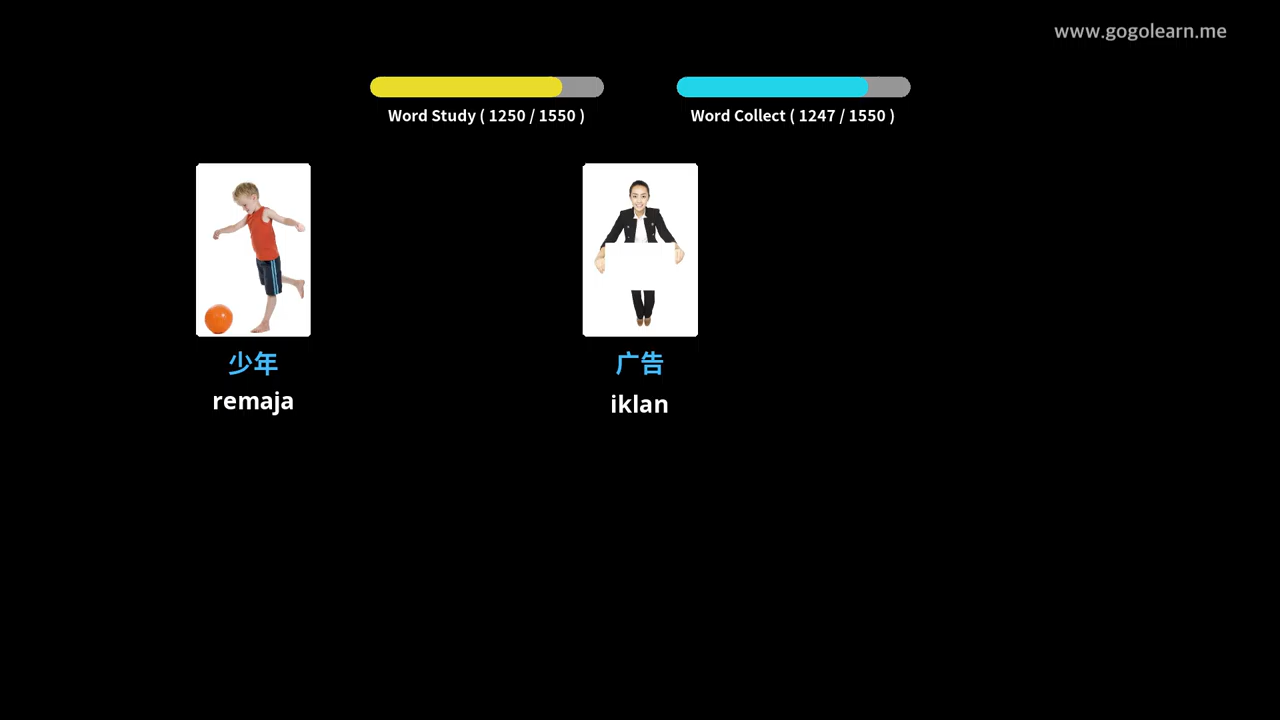 www.gogolearn.me
Word Study ( 1250 / 1550 )
Word Collect ( 1247 / 1550 )
少年
remaja
广告
iklan